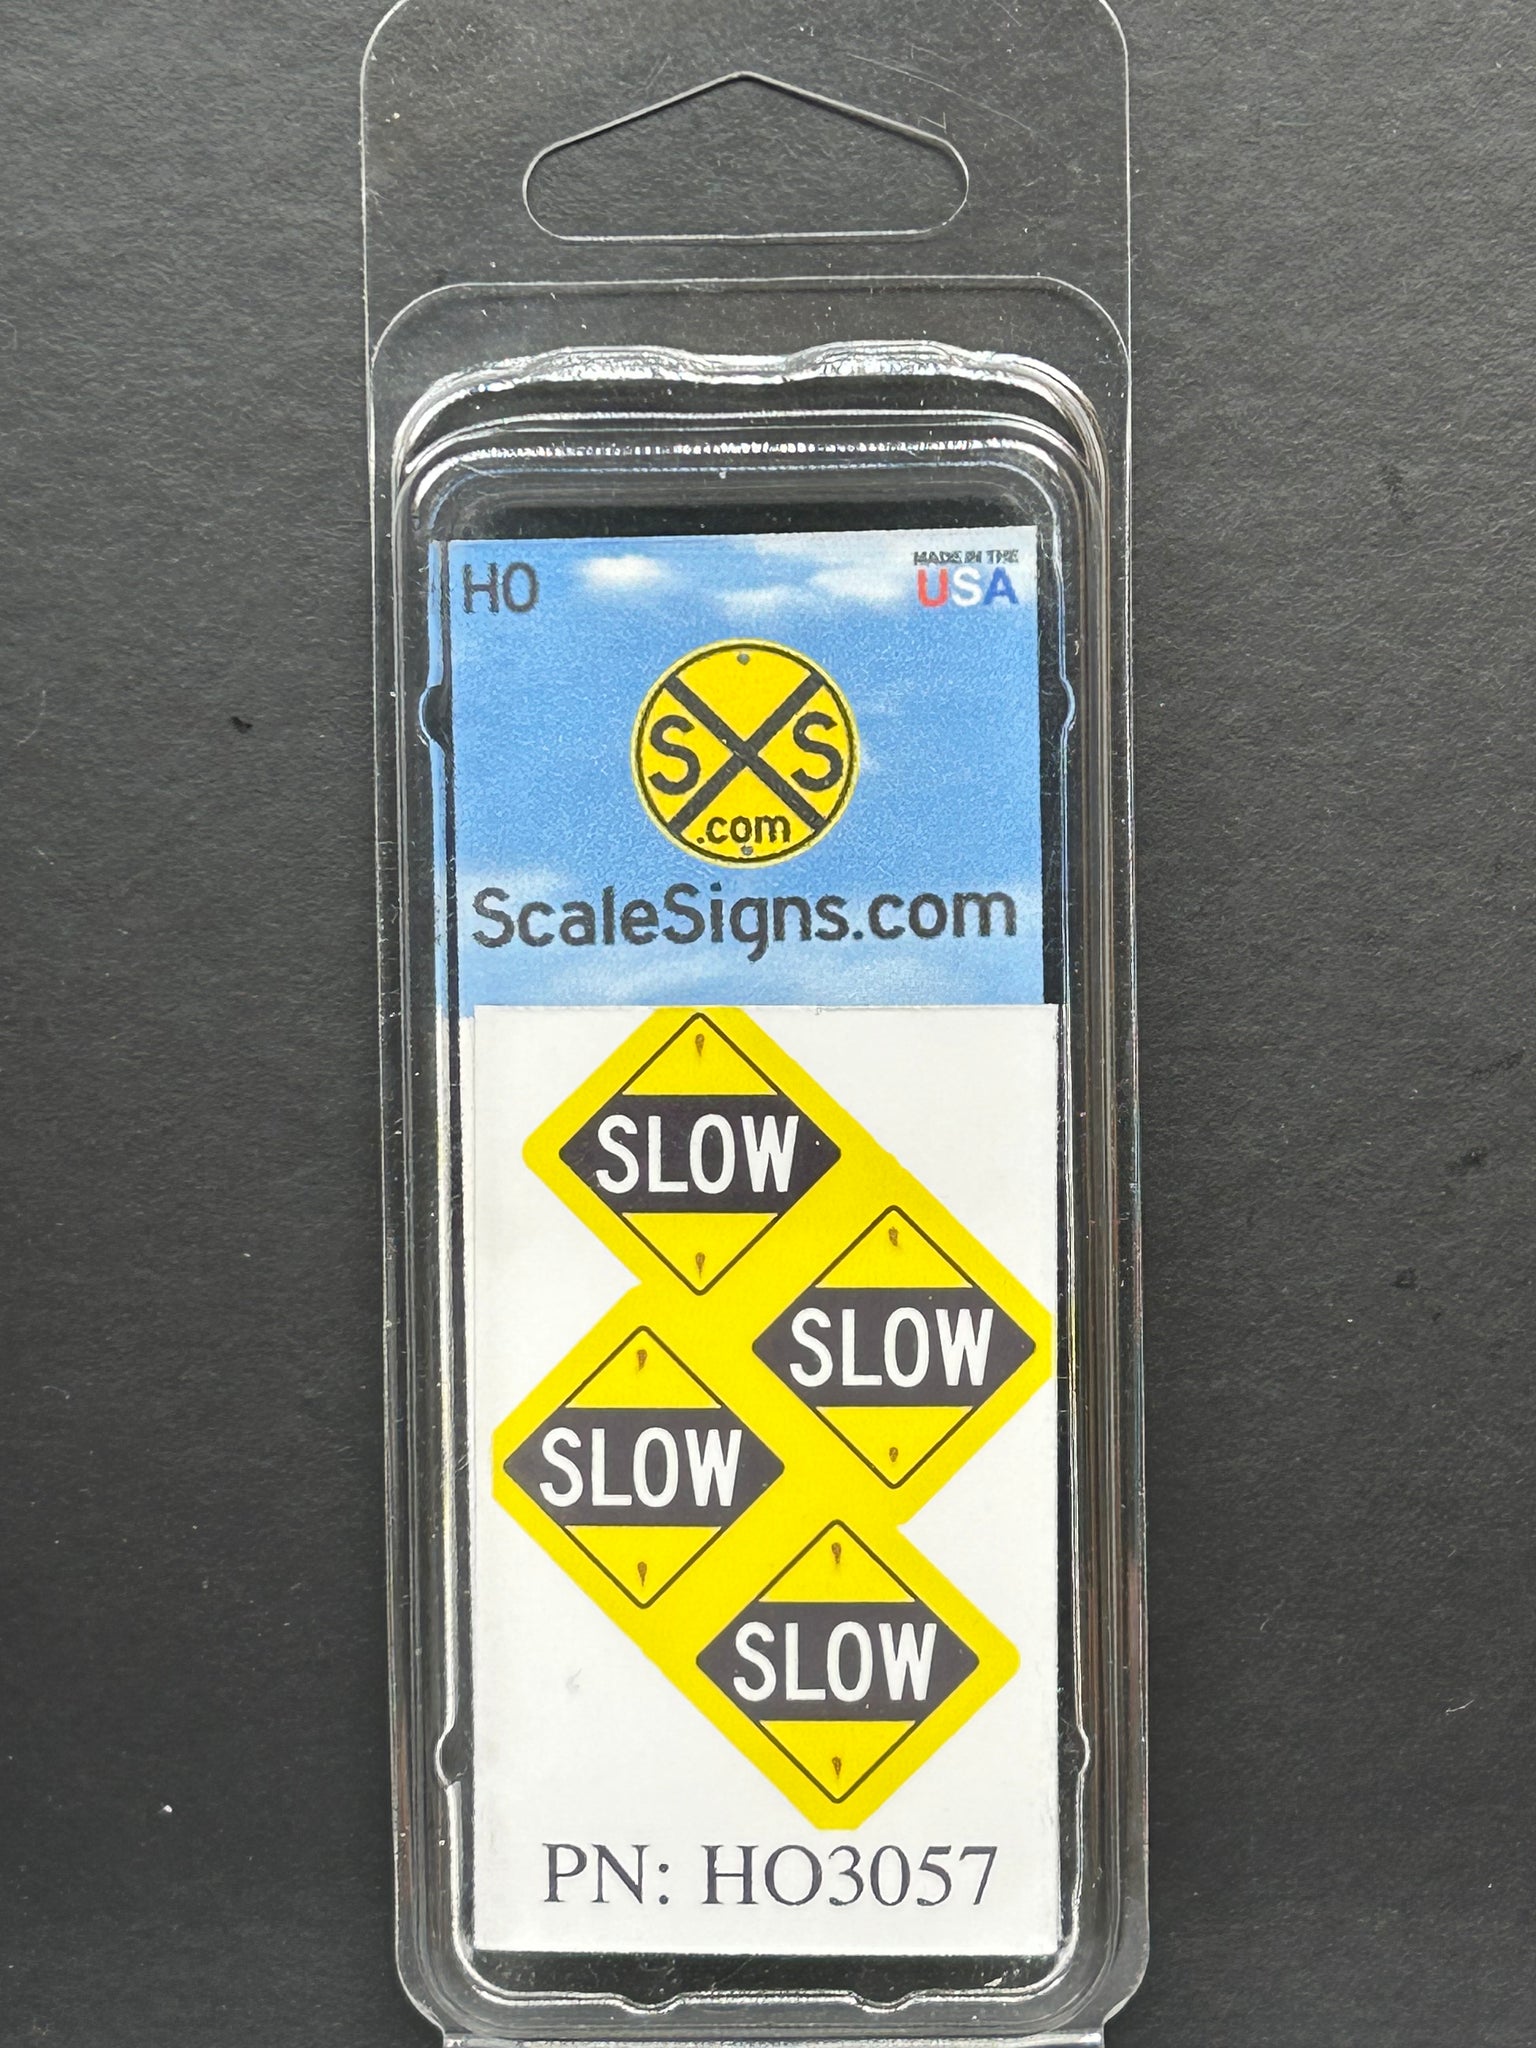 HO
MADE IN THE
USA
S S
.com
ScaleSigns.com
SLOW
SLOW
SLOW
SLOW
PN: HO3057